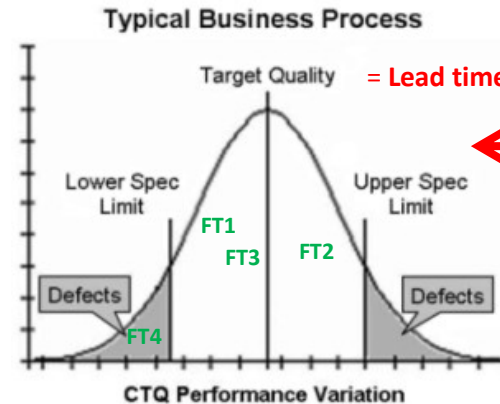 Typical Business Process
Target Quality = Lead time
Lower Spec
Limit
Upper Spec
Limit
FT1
FT3
FT2
Defects
Defects
FT4
CTQ Performance Variation